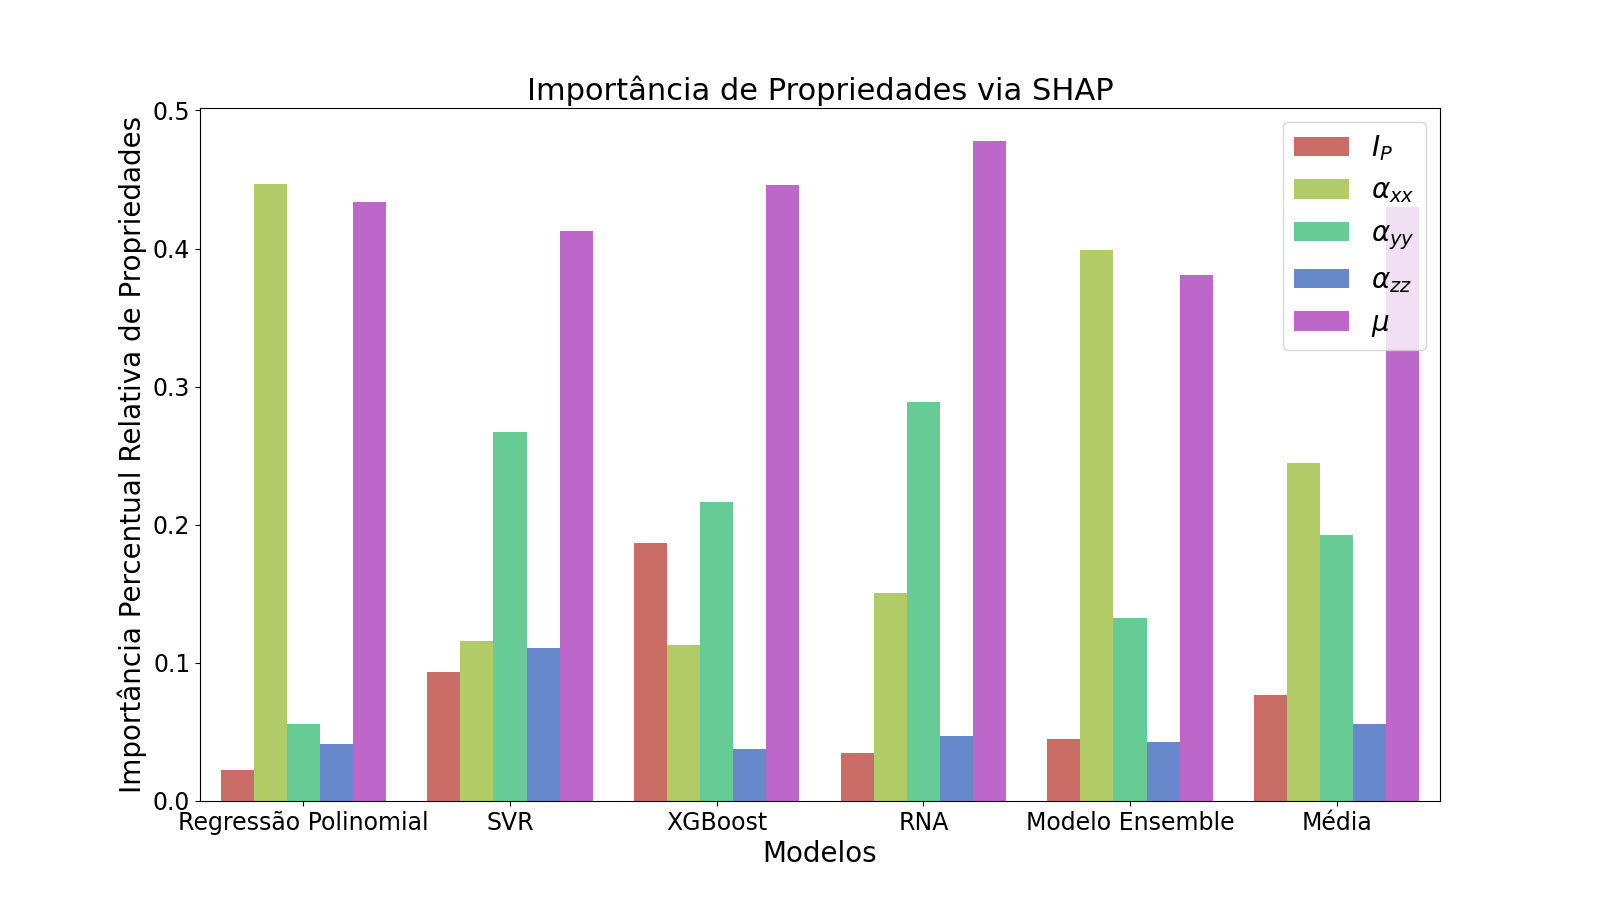 Importância de Propriedades via SHAP
Importância Percentual Relativa de Propriedades
0.5
0.4
0.3
0.2
0.1
0.0
I_P
α_xx
α_yy
α_zz
μ
Regressão Polinomial SVR XGBoost RNA Modelo Ensemble Média
Modelos